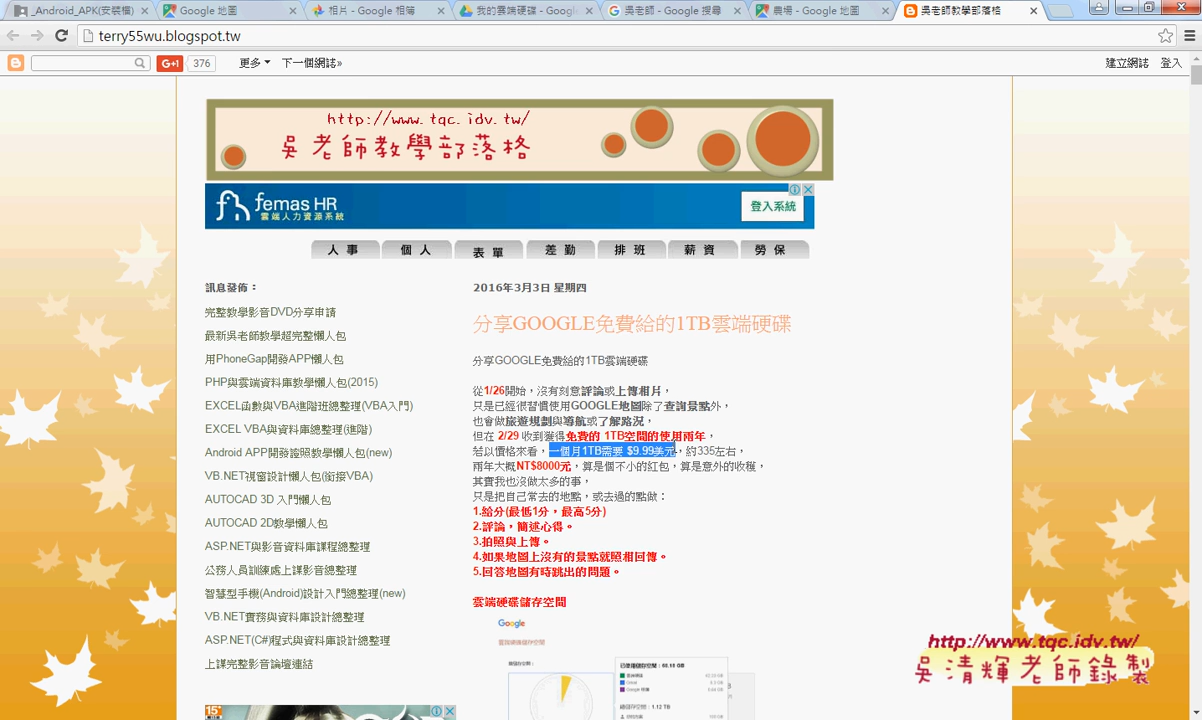 _Android_APK(安裝檔)
Google 地圖
相片 - Google 相簿
我的雲端硬碟 - Googl
吳老師 - Google 搜尋
農場 - Google 地圖
吳老師教學部落格
terry55wu.blogspot.tw
G+1
376
更多
下一個網誌»
建立網誌
登入
http://www.tqc.idv.tw/
吳老師教學部落格
femas HR
雲端人力資源系統
登入系統
人 事
個 人
表 單
差 勤
排 班
薪 資
勞 保
訊息發佈：
完整教學影音DVD分享申請
最新吳老師教學超完整懶人包
用PhoneGap開發APP懶人包
PHP與雲端資料庫教學懶人包(2015)
EXCEL函數與VBA進階班總整理(VBA入門)
EXCEL VBA與資料庫總整理(進階)
Android APP開發證照教學懶人包(new)
VB.NET視窗設計懶人包(銜接VBA)
AUTOCAD 3D 入門懶人包
AUTOCAD 2D教學懶人包
ASP.NET與影音資料庫課程總整理
公務人員訓練處上課影音總整理
智慧型手機(Android)設計入門總整理(new)
VB.NET實務與資料庫設計總整理
ASP.NET(C#)程式與資料庫設計總整理
上課完整影音論壇連結
2016年3月3日 星期四
分享GOOGLE免費給的1TB雲端硬碟
分享GOOGLE免費給的1TB雲端硬碟
從1/26開始，沒有刻意評論或上傳相片，
只是已經很習慣使用GOOGLE地圖除了查詢景點外，
也會做旅遊規劃與導航或了解路況，
但在 2/29 收到獲得免費的 1TB空間的使用兩年，
若以價格來看，一個月1TB需要 $9.99美元，約335左右，
兩年大概NT$8000元，算是個不小的紅包，算是意外的收穫，
其實我也沒做太多的事，
只是把自己常去的地點，或去過的點做：
1.給分(最低1分，最高5分)
2.評論，簡述心得。
3.拍照與上傳。
4.如果地圖上沒有的景點就照相回傳。
5.回答地圖有時跳出的問題。
雲端硬碟儲存空間
Google
雲端硬碟儲存空間
http://www.tqc.idv.tw/
吳清輝老師錄製